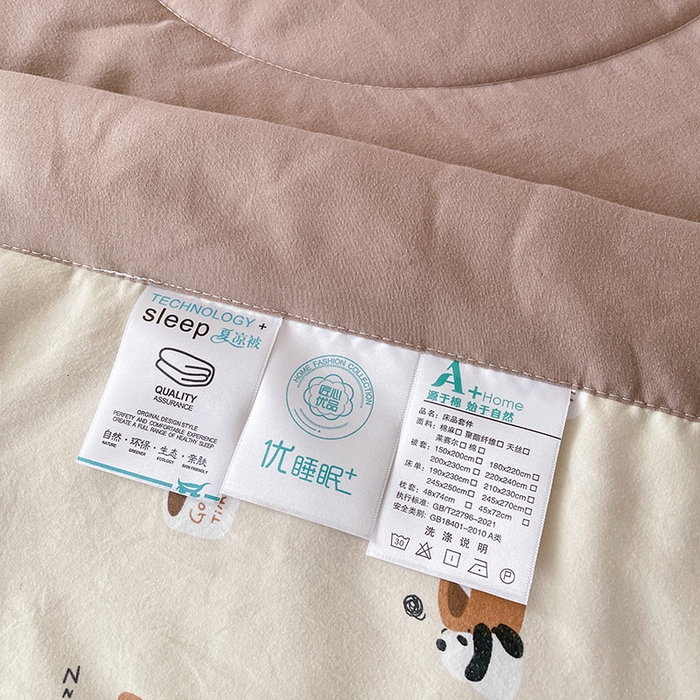 TECHNOLOGY +
sleep 夏凉被
QUALITY
ASSURANCE
ORIGINAL DESIGN STYLE
PERFETY AND COMFORTABLE EXPERIENCE
CREATE A FULL RANGE OF HEALTHY SLEEP
自然·环保·生态·亲肤
NATURE GREENER ECOLOGY SKIN-FRIENDLY
HOME FASHION COLLECTION
匠心
优品
优睡眠+
A+Home
源于棉 始于自然
品名：床品套件
面料：棉麻□ 聚酯纤维□ 天丝□
莱赛尔□ 棉□
被套：150x200cm□ 180x220cm□
200x230cm□ 220x240cm□
床单：190x230cm□ 210x230cm□
245x250cm□ 245x270cm□
枕套：48x74cm□ 45x72cm□
执行标准：GB/T22796-2021
安全类别：GB18401-2010 A类
洗涤说明
30
P
Z
N